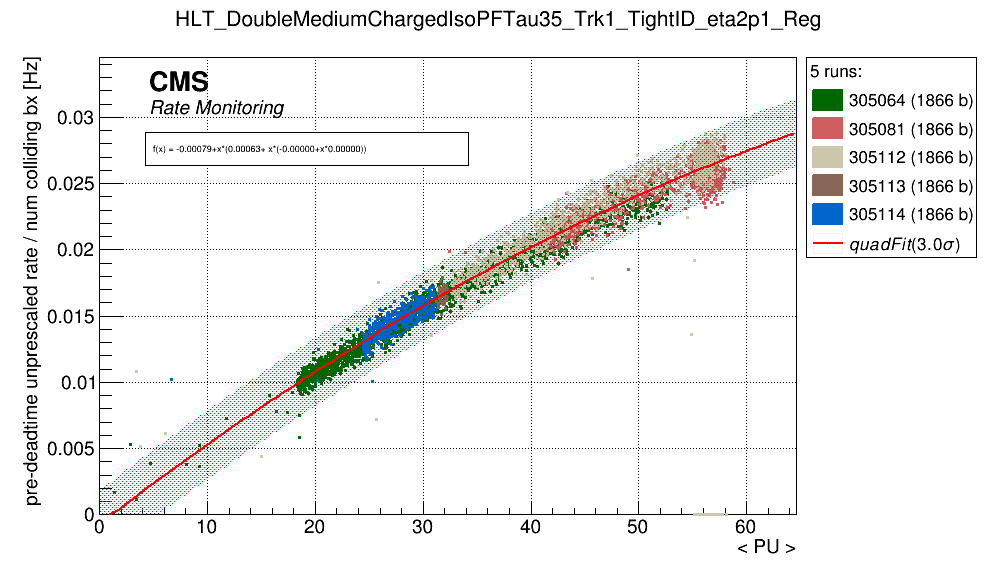 HLT_DoubleMediumChargedIsoPFTau35_Trk1_TightID_eta2p1_Reg
CMS
Rate Monitoring
f(x) = -0.00079+x*(0.00063+ x*(-0.00000+x*0.00000))
pre-deadtime unprescaled rate / num colliding bx [Hz]
0.03
0.025
0.02
0.015
0.01
0.005
0
0 10 20 30 40 50 60
< PU >
5 runs:
305064 (1866 b)
305081 (1866 b)
305112 (1866 b)
305113 (1866 b)
305114 (1866 b)
quadFit(3.0σ)